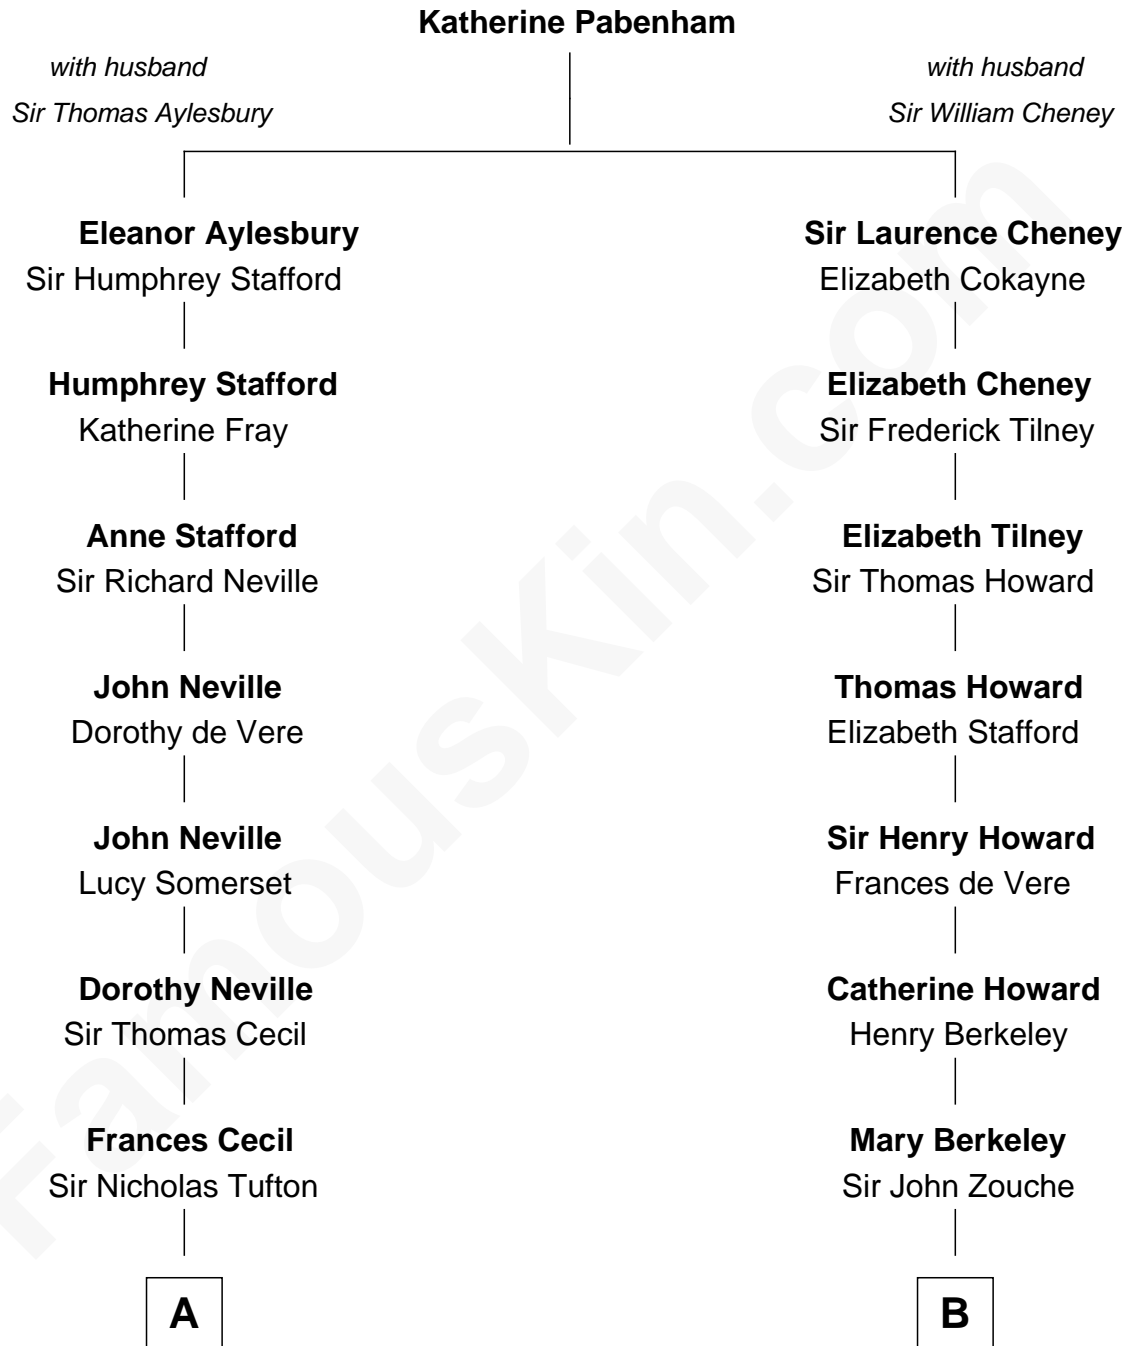 Katherine Pabenham
with husband
Sir Thomas Aylesbury
with husband
Sir William Cheney
Eleanor Aylesbury
Sir Humphrey Stafford
Sir Laurence Cheney
Elizabeth Cokayne
Humphrey Stafford
Katherine Fray
Elizabeth Cheney
Sir Frederick Tilney
Anne Stafford
Sir Richard Neville
Elizabeth Tilney
Sir Thomas Howard
John Neville
Dorothy de Vere
Thomas Howard
Elizabeth Stafford
John Neville
Lucy Somerset
Sir Henry Howard
Frances de Vere
Dorothy Neville
Sir Thomas Cecil
Catherine Howard
Henry Berkeley
Frances Cecil
Sir Nicholas Tufton
Mary Berkeley
Sir John Zouche
A
B
FamousKin.com